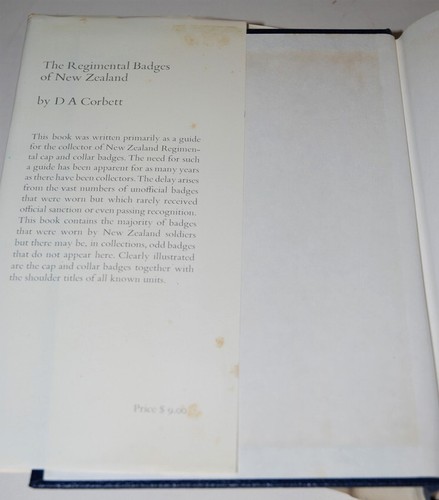 The Regimental Badges
of New Zealand
by D A Corbett
This book was written primarily as a guide
for the collector of New Zealand Regimen-
tal cap and collar badges. The need for such
a guide has been apparent for as many years
as there have been collectors. The delay arises
from the vast numbers of unofficial badges
that were worn but which rarely received
official sanction or even passing recognition.
This book contains the majority of badges
that were worn by New Zealand soldiers
but there may be, in collections, odd badges
that do not appear here. Clearly illustrated
are the cap and collar badges together with
the shoulder titles of all known units.
Price $ 9.00